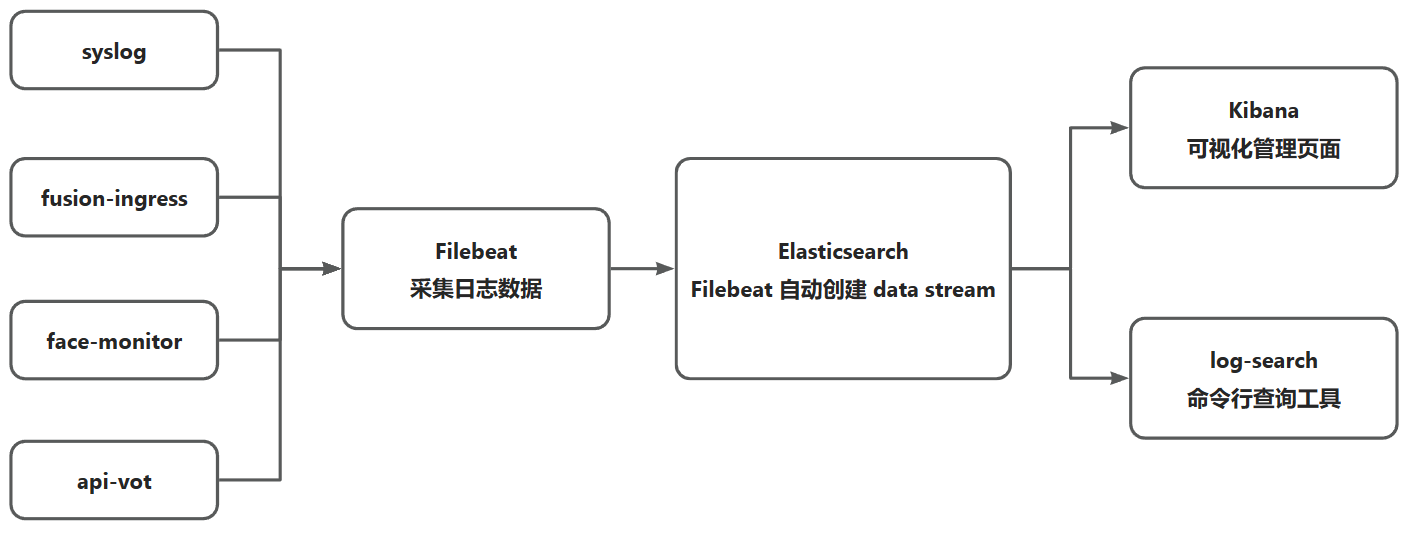 syslog
fusion-ingress
face-monitor
api-vot
Filebeat
采集日志数据
Elasticsearch
Filebeat 自动创建 data stream
Kibana
可视化管理页面
log-search
命令行查询工具